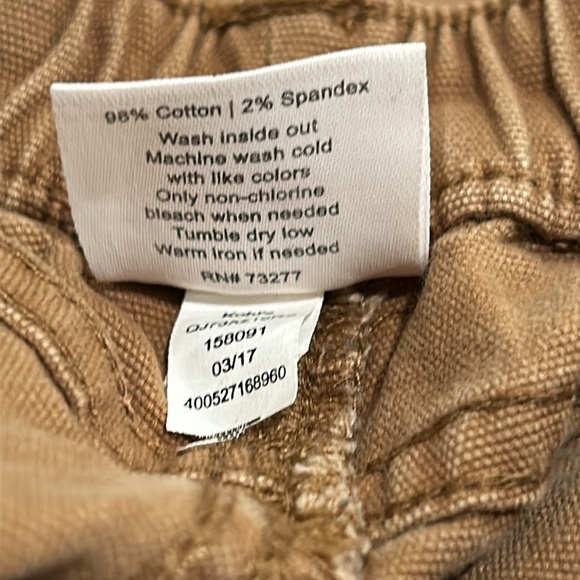 98% Cotton | 2% Spandex
Wash inside out
Machine wash cold
with like colors
Only non-chlorine
bleach when needed
Tumble dry low
Warm iron if needed
RN# 73277
Kohl's
158091
03/17
400527168960